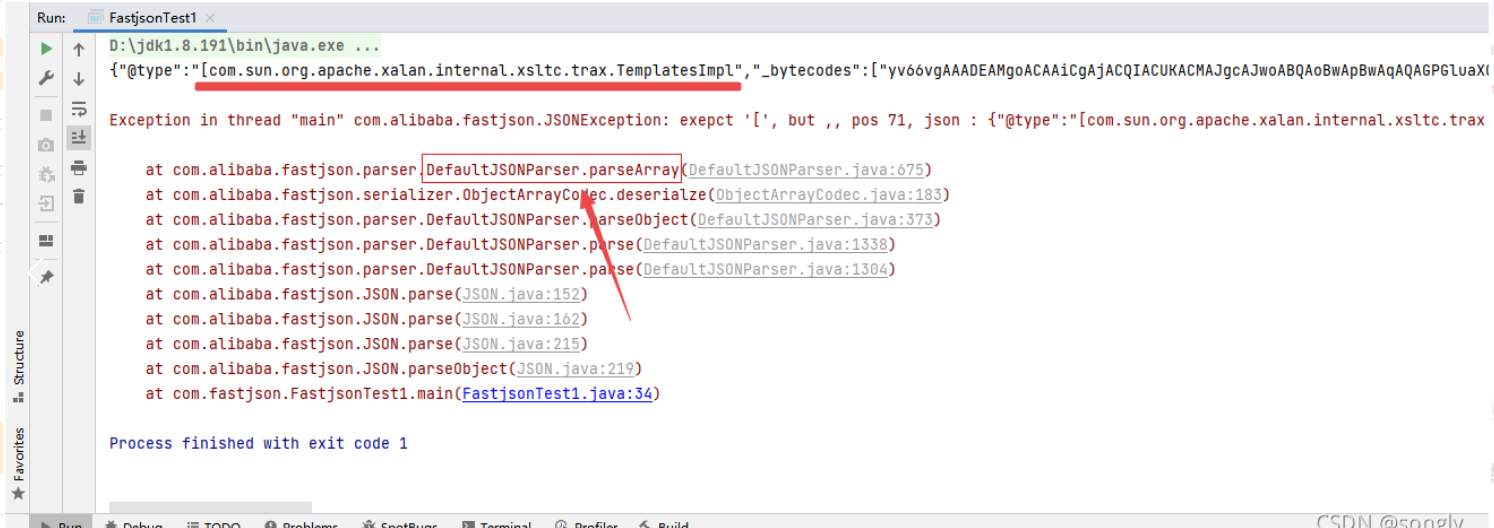 Run: FastjsonTest1 ×
D:\jdk1.8.191\bin\java.exe ...
{"@type":"[com.sun.org.apache.xalan.internal.xsltc.trax.TemplatesImpl","_bytecodes":["yv66vgAAADEAMgoACAAiCgAjACQIACUKACMAJgcAJwoABQAoBwApBwAqAQAGPGluaX
Exception in thread "main" com.alibaba.fastjson.JSONException: exepct '[', but ,, pos 71, json : {"@type":"[com.sun.org.apache.xalan.internal.xsltc.trax
at com.alibaba.fastjson.parser.DefaultJSONParser.parseArray(DefaultJSONParser.java:675)
at com.alibaba.fastjson.serializer.ObjectArrayCodec.deserialze(ObjectArrayCodec.java:183)
at com.alibaba.fastjson.parser.DefaultJSONParser.parseObject(DefaultJSONParser.java:373)
at com.alibaba.fastjson.parser.DefaultJSONParser.parse(DefaultJSONParser.java:1338)
at com.alibaba.fastjson.parser.DefaultJSONParser.parse(DefaultJSONParser.java:1304)
at com.alibaba.fastjson.JSON.parse(JSON.java:152)
at com.alibaba.fastjson.JSON.parse(JSON.java:162)
at com.alibaba.fastjson.JSON.parse(JSON.java:215)
at com.alibaba.fastjson.JSON.parseObject(JSON.java:219)
at com.fastjson.FastjsonTest1.main(FastjsonTest1.java:34)
Process finished with exit code 1
Structure
Favorites
Run Debug TODO Problems SpotBugs Terminal Profiler Build
CSDN @songly_